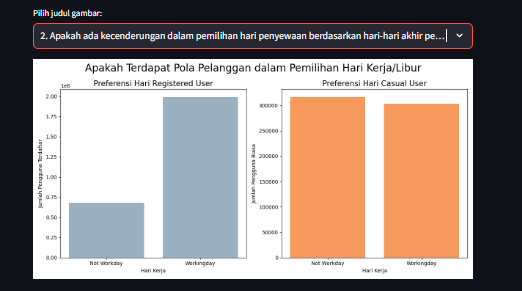 Pilih judul gambar:
2. Apakah ada kecenderungan dalam pemilihan hari penyewaan berdasarkan hari-hari akhir pe...
Apakah Terdapat Pola Pelanggan dalam Pemilihan Hari Kerja/Libur
Preferensi Hari Registered User
1e6
Jumlah Pengguna Terdaftar
2.00
1.75
1.50
1.25
1.00
0.75
0.50
0.25
0.00
Not Workday
Workingday
Hari Kerja
Preferensi Hari Casual User
Jumlah Pengguna Biasa
300000
250000
200000
150000
100000
50000
0
Not Workday
Workingday
Hari Kerja